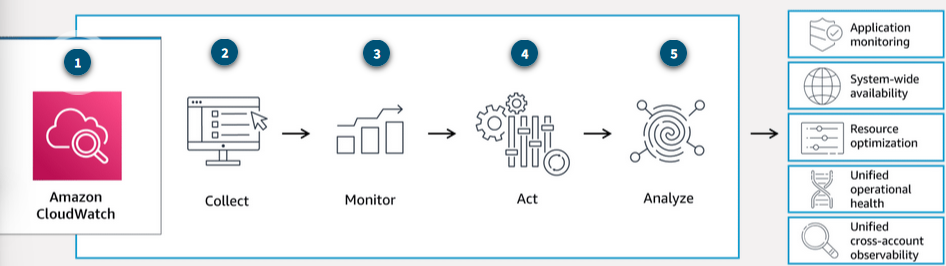 1
2
3
4
5
Amazon
CloudWatch
Collect
Monitor
Act
Analyze
Application
monitoring
System-wide
availability
Resource
optimization
Unified
operational
health
Unified
cross-account
observability